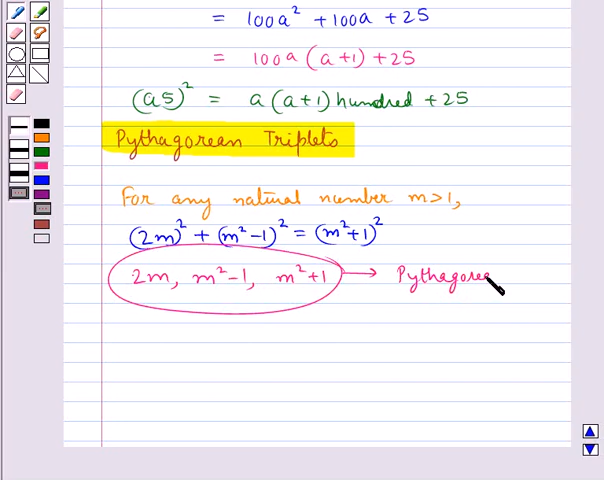 = 100a² + 100a + 25
= 100a (a+1) + 25
(a5)² = a(a+1) hundred + 25
Pythagorean Triplets
For any natural number m>1,
(2m)² + (m²-1)² = (m²+1)²
2m, m²-1, m²+1 → Pythagorea